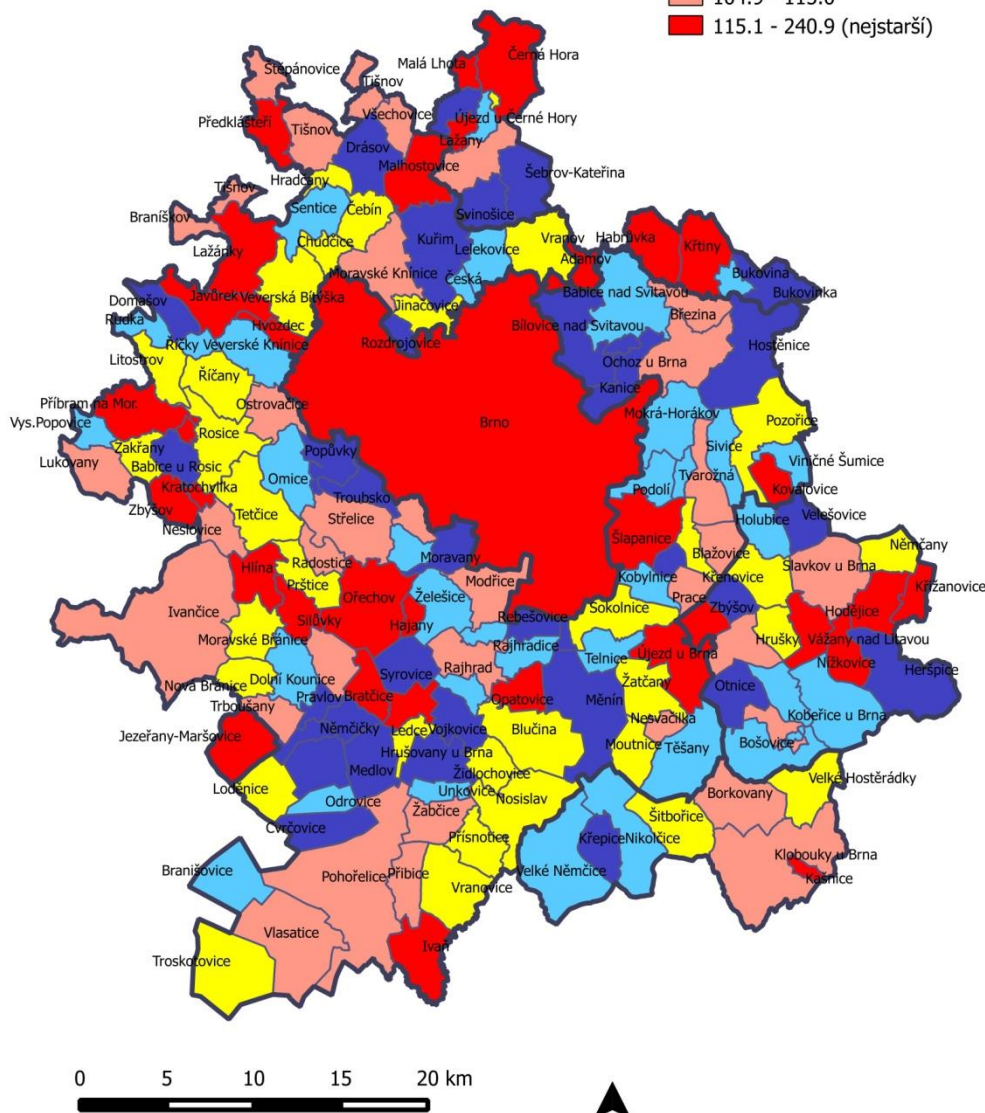 115.1 - 240.9 (nejstarší)
Černá Hora
Malá Lhota
Štěpánovice
Tišnov
Všechovice
Újezd u Černé Hory
Předklášteří
Tišnov
Drásov
Lažany
Malhostovice
Šebrov-Kateřina
Hradčany
Tišnov
Sentice
Čebín
Svinošice
Braníškov
Chudčice
Kuřim
Lelekovice
Vranov
Habrůvka
Křtiny
Lažánky
Moravské Knínice
Česká
Adamov
Bukovina
Babice nad Svitavou
Bukovinka
Domašov
Javůrek
Veverská Bítýška
Jinačovice
Březina
Rudka
Hvozdec
Rozdrojovice
Bílovice nad Svitavou
Říčky
Veverské Knínice
Hostěnice
Litostrov
Ochoz u Brna
Říčany
Kanice
Příbram na Mor.
Ostrovačice
Mokrá-Horákov
Pozořice
Vys.Popovice
Rosice
Brno
Sivice
Zakřany
Popůvky
Lukovany
Babice u Rosic
Viničné Šumice
Omice
Tvarožná
Kratochvilka
Podolí
Kovalovice
Zbyšov
Troubsko
Neslovice
Tetčice
Velešovice
Střelice
Holubice
Šlapanice
Němčany
Moravany
Blažovice
Radostice
Slavkov u Brna
Hlína
Modřice
Kobylnice
Křenovice
Křižanovice
Prštice
Ořechov
Želešice
Prace
Zbýšov
Ivančice
Sokolnice
Hodějice
Silůvky
Hajany
Rebešovice
Moravské Bránice
Rajhradice
Telnice
Újezd u Brna
Hrušky
Vážany nad Litavou
Rajhrad
Nížkovice
Dolní Kounice
Syrovice
Heršpice
Nová Bránice
Žatčany
Otnice
Pravlov
Bratčice
Opatovice
Měnín
Trboušany
Nesvačilka
Kobeřice u Brna
Němčičky
Ledce
Vojkovice
Blučina
Jezeřany-Maršovice
Hrušovany u Brna
Moutnice
Těšany
Bošovice
Medlov
Židlochovice
Loděnice
Velké Hostěrádky
Unkovice
Nosislav
Borkovany
Odrovice
Žabčice
Šitbořice
Cvrčovice
Přísnotice
Křepice
Nikolčice
Klobouky u Brna
Branišovice
Pohořelice
Přibice
Velké Němčice
Kašnice
Vranovice
Vlasatice
Ivaň
Troskotovice
0 5 10 15 20 km